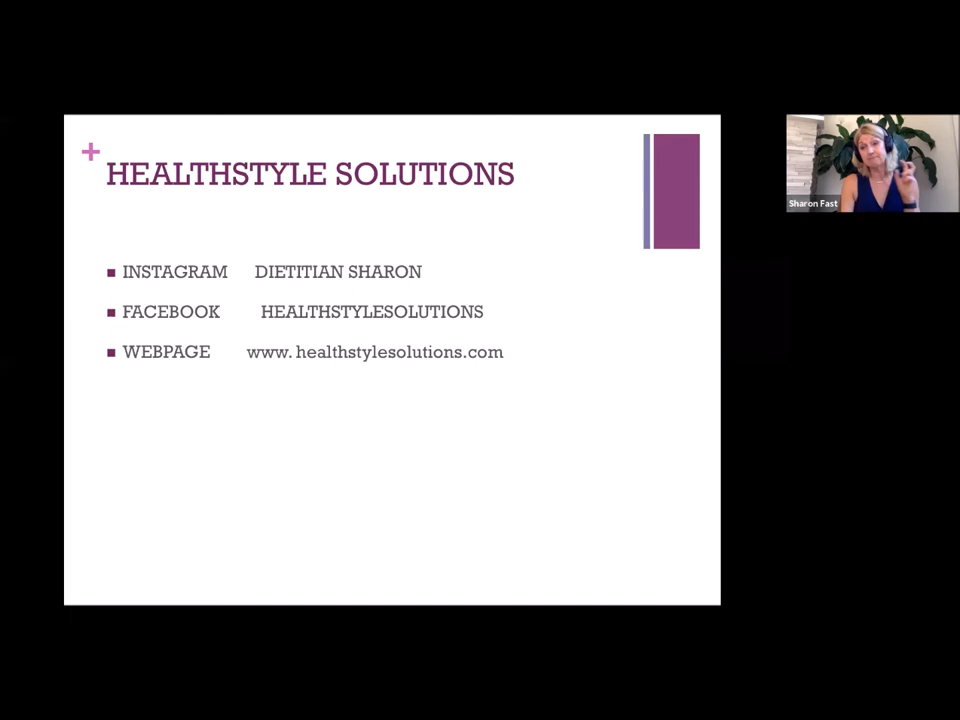 +
HEALTHSTYLE SOLUTIONS
INSTAGRAM DIETITIAN SHARON
FACEBOOK HEALTHSTYLESOLUTIONS
WEBPAGE www. healthstylesolutions.com
Sharon Fast